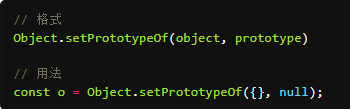 // 格式
Object.setPrototypeOf(object, prototype)
// 用法
const o = Object.setPrototypeOf({}, null);